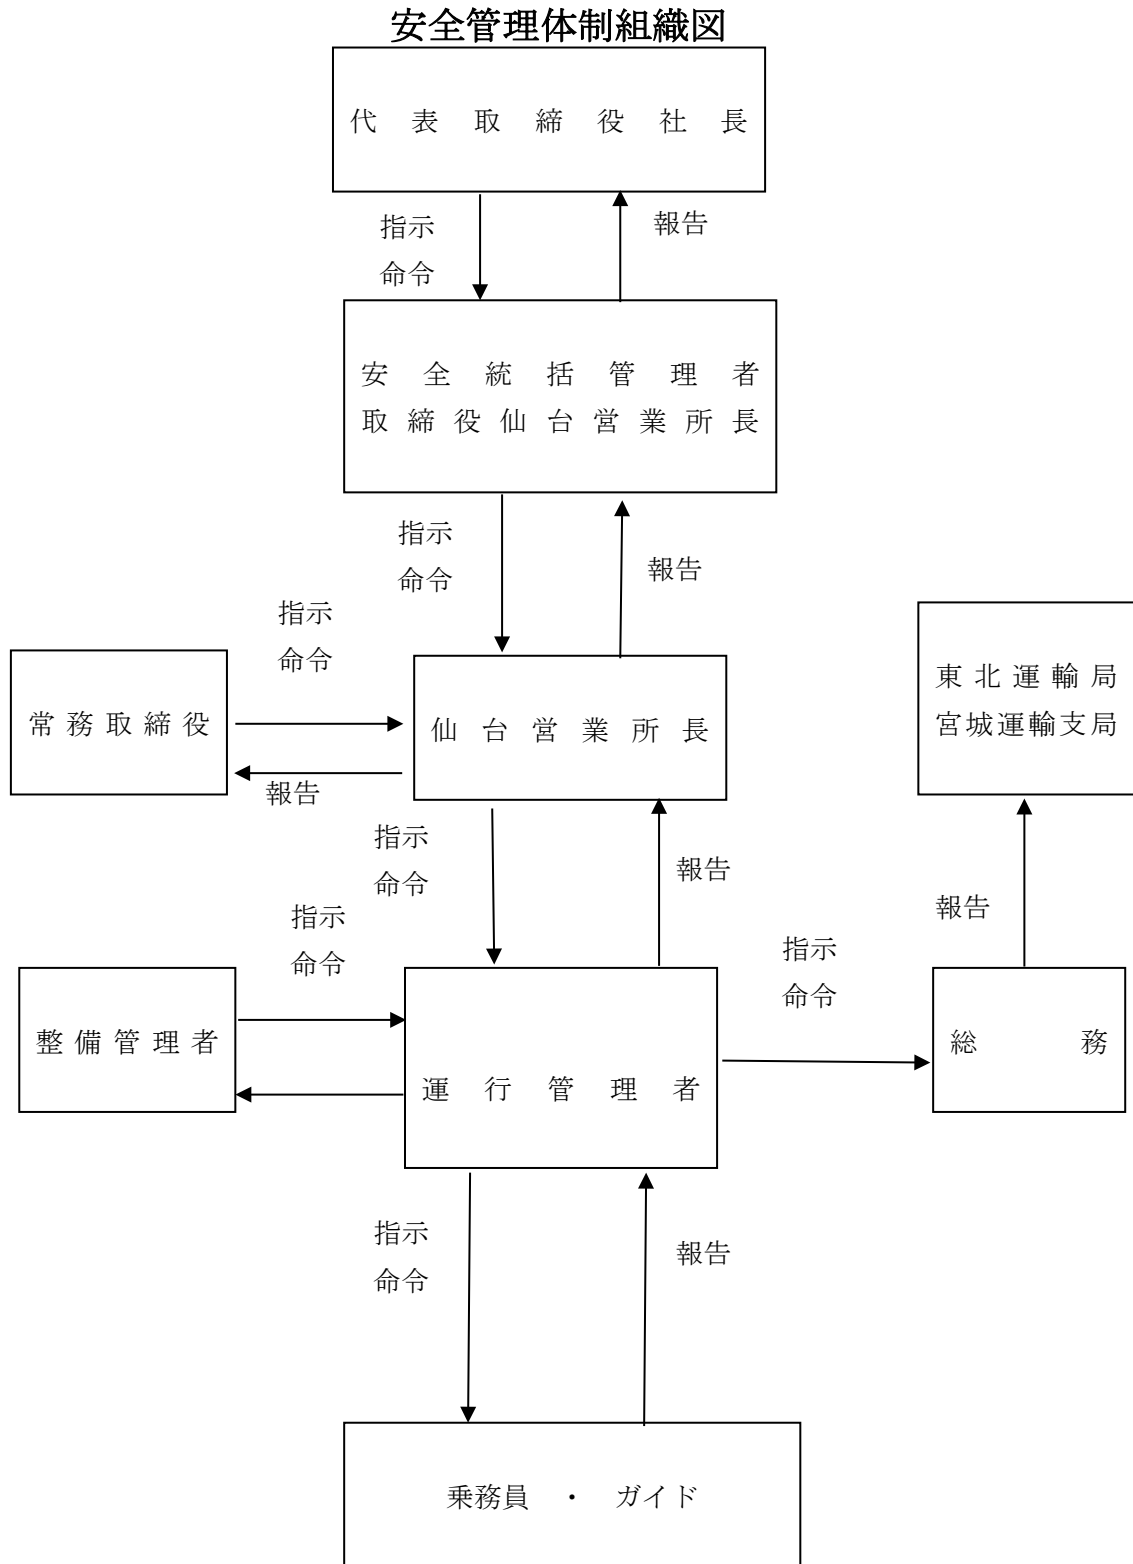 安全管理体制組織図
代表取締役社長
指示
命令
報告
安全統括管理者
取締役仙台営業所長
指示
命令
報告
指示
命令
常務取締役
仙台営業所長
報告
東北運輸局
宮城運輸支局
指示
命令
報告
報告
指示
命令
指示
命令
整備管理者
運行管理者
総務
指示
命令
報告
乗務員・ガイド